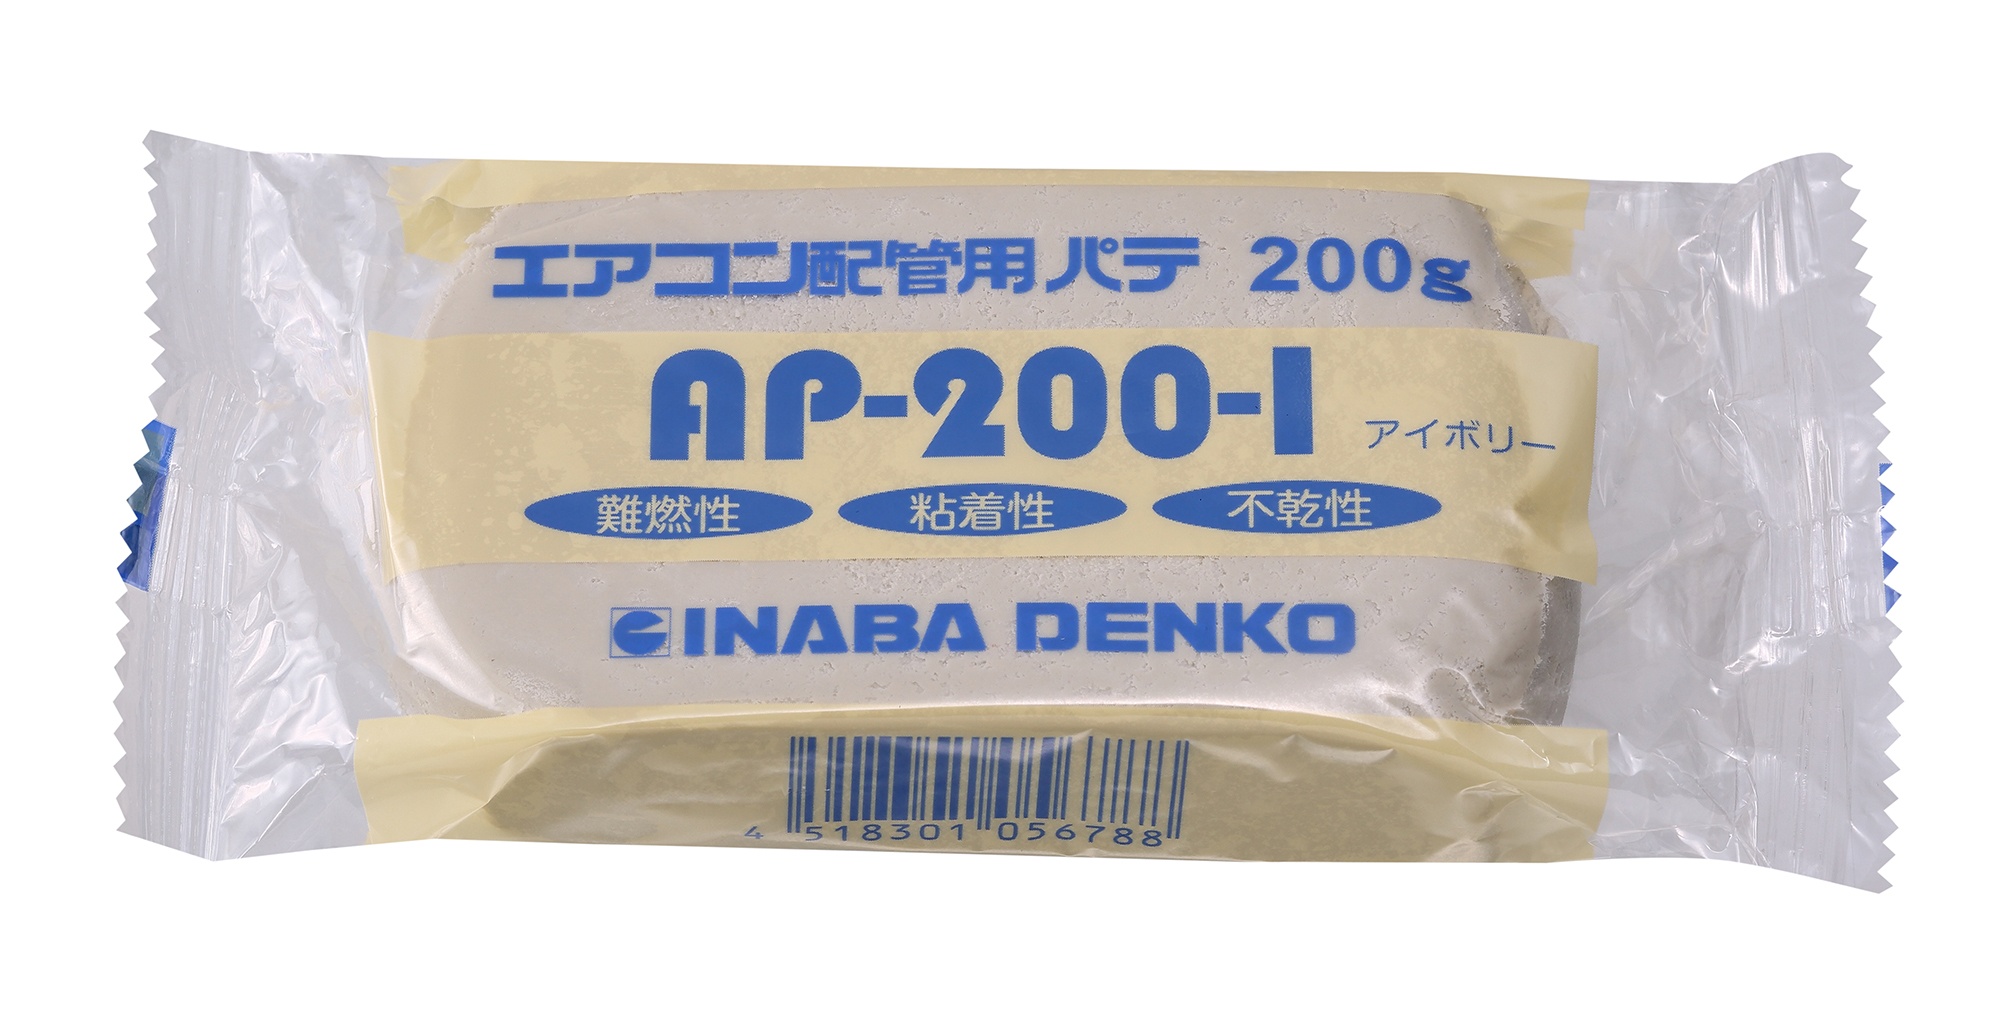 エアコン配管用パテ 200g
AP-200-I アイボリー
難燃性 粘着性 不乾性
INABA DENKO
4 518301 056788